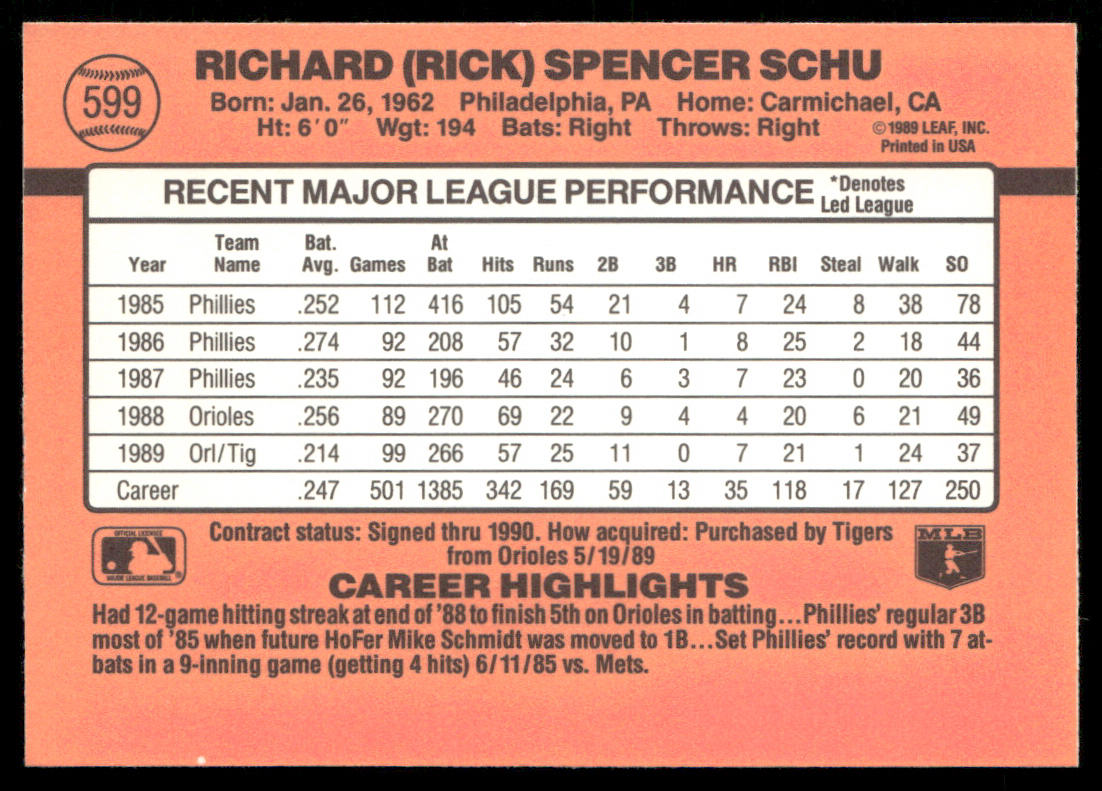 599
RICHARD (RICK) SPENCER SCHU
Born: Jan. 26, 1962 Philadelphia, PA Home: Carmichael, CA
Ht: 6'0" Wgt: 194 Bats: Right Throws: Right
©1989 LEAF, INC.
Printed in USA
RECENT MAJOR LEAGUE PERFORMANCE
*Denotes
Led League
Year Team Name Bat. Avg. Games At Bat Hits Runs 2B 3B HR RBI Steal Walk SO
1985 Phillies .252 112 416 105 54 21 4 7 24 8 38 78
1986 Phillies .274 92 208 57 32 10 1 8 25 2 18 44
1987 Phillies .235 92 196 46 24 6 3 7 23 0 20 36
1988 Orioles .256 89 270 69 22 9 4 4 20 6 21 49
1989 Orl/Tig .214 99 266 57 25 11 0 7 21 1 24 37
Career .247 501 1385 342 169 59 13 35 118 17 127 250
OFFICIAL LICENSEE
MAJOR LEAGUE BASEBALL
®
Contract status: Signed thru 1990. How acquired: Purchased by Tigers
from Orioles 5/19/89
MLB
CAREER HIGHLIGHTS
Had 12-game hitting streak at end of '88 to finish 5th on Orioles in batting...Phillies' regular 3B
most of '85 when future HoFer Mike Schmidt was moved to 1B...Set Phillies' record with 7 at-
bats in a 9-inning game (getting 4 hits) 6/11/85 vs. Mets.